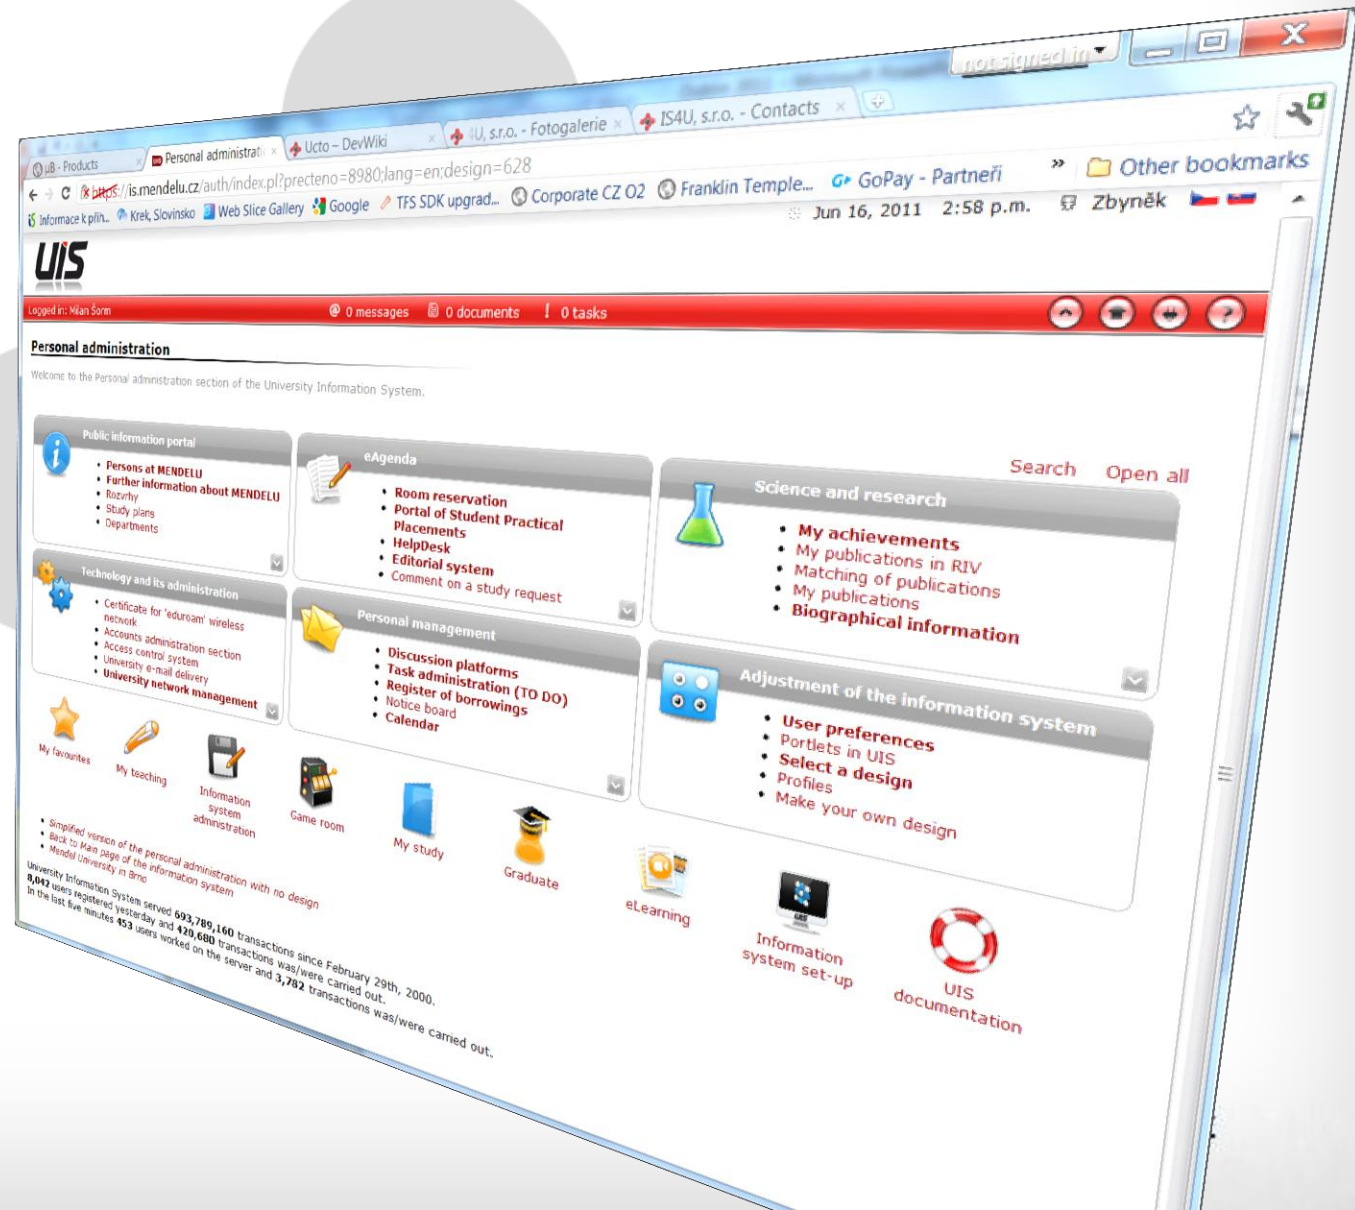 not signed in
µB - Products
Personal administrati
Ucto – DevWiki
4U, s.r.o. - Fotogalerie
IS4U, s.r.o. - Contacts
https://is.mendelu.cz/auth/index.pl?precteno=8980;lang=en;design=628
Informace k přih... Krek, Slovinsko Web Slice Gallery Google TFS SDK upgrad... Corporate CZ O2 Franklin Temple... GoPay - Partneři » Other bookmarks
Jun 16, 2011 2:58 p.m. Zbyněk
UIS
Logged in: Milan Šorm 0 messages 0 documents ! 0 tasks
Personal administration
Welcome to the Personal administration section of the University Information System.
Search Open all
Public information portal
Persons at MENDELU
Further information about MENDELU
Rozvrhy
Study plans
Departments
eAgenda
Room reservation
Portal of Student Practical
Placements
HelpDesk
Editorial system
Comment on a study request
Science and research
My achievements
My publications in RIV
Matching of publications
My publications
Biographical information
Technology and its administration
Certificate for 'eduroam' wireless
network
Accounts administration section
Access control system
University e-mail delivery
University network management
Personal management
Discussion platforms
Task administration (TO DO)
Register of borrowings
Notice board
Calendar
Adjustment of the information system
User preferences
Portlets in UIS
Select a design
Profiles
Make your own design
My favourites
My teaching
Information
system
administration
Game room
My study
Graduate
eLearning
Information
system set-up
UIS
documentation
Simplified version of the personal administration with no design
Back to Main page of the information system
Mendel University in Brno
University Information System served 693,789,160 transactions since February 29th, 2000.
8,042 users registered yesterday and 420,680 transactions was/were carried out.
In the last five minutes 453 users worked on the server and 3,782 transactions was/were carried out.